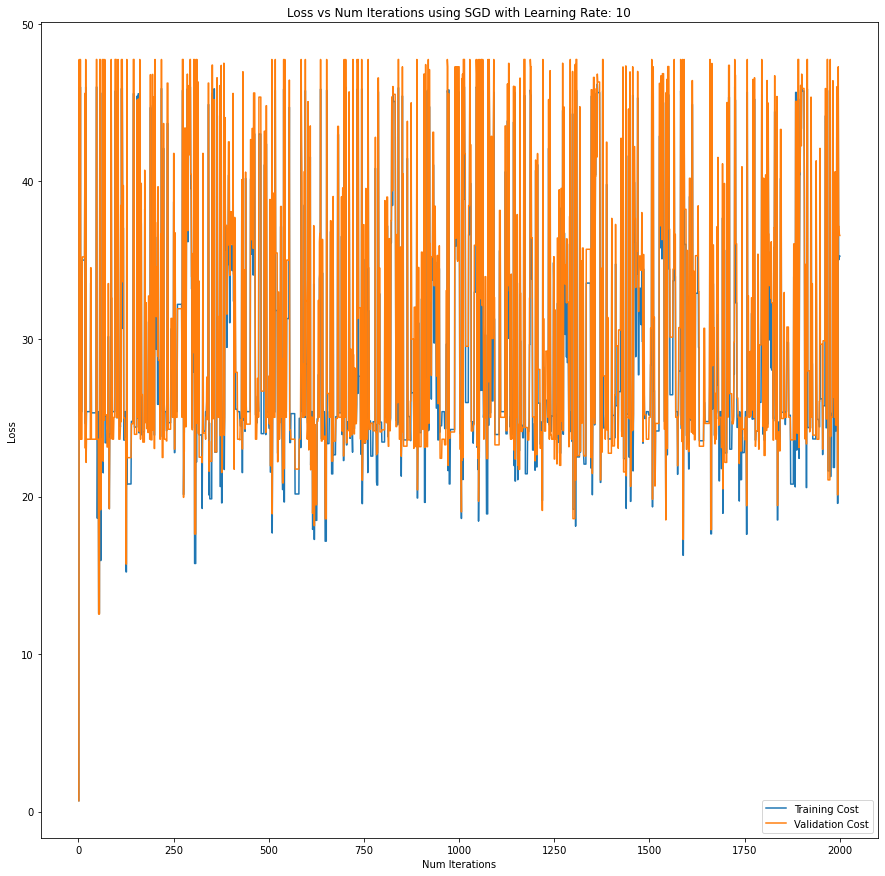 Loss vs Num Iterations using SGD with Learning Rate: 10
50
40
30
20
10
0
Loss
0 250 500 750 1000 1250 1500 1750 2000
Num Iterations
Training Cost
Validation Cost